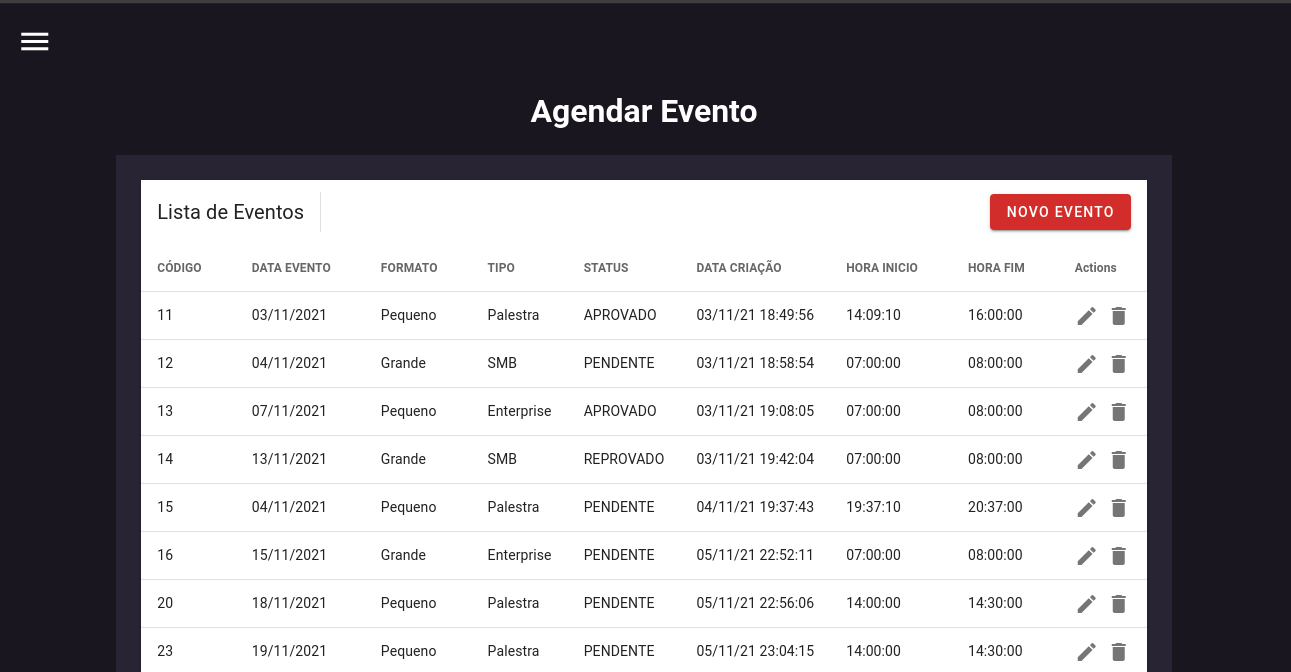 Agendar Evento
Lista de Eventos NOVO EVENTO
CÓDIGO DATA EVENTO FORMATO TIPO STATUS DATA CRIAÇÃO HORA INICIO HORA FIM Actions
11 03/11/2021 Pequeno Palestra APROVADO 03/11/21 18:49:56 14:09:10 16:00:00
12 04/11/2021 Grande SMB PENDENTE 03/11/21 18:58:54 07:00:00 08:00:00
13 07/11/2021 Pequeno Enterprise APROVADO 03/11/21 19:08:05 07:00:00 08:00:00
14 13/11/2021 Grande SMB REPROVADO 03/11/21 19:42:04 07:00:00 08:00:00
15 04/11/2021 Pequeno Palestra PENDENTE 04/11/21 19:37:43 19:37:10 20:37:00
16 15/11/2021 Grande Enterprise PENDENTE 05/11/21 22:52:11 07:00:00 08:00:00
20 18/11/2021 Pequeno Palestra PENDENTE 05/11/21 22:56:06 14:00:00 14:30:00
23 19/11/2021 Pequeno Palestra PENDENTE 05/11/21 23:04:15 14:00:00 14:30:00